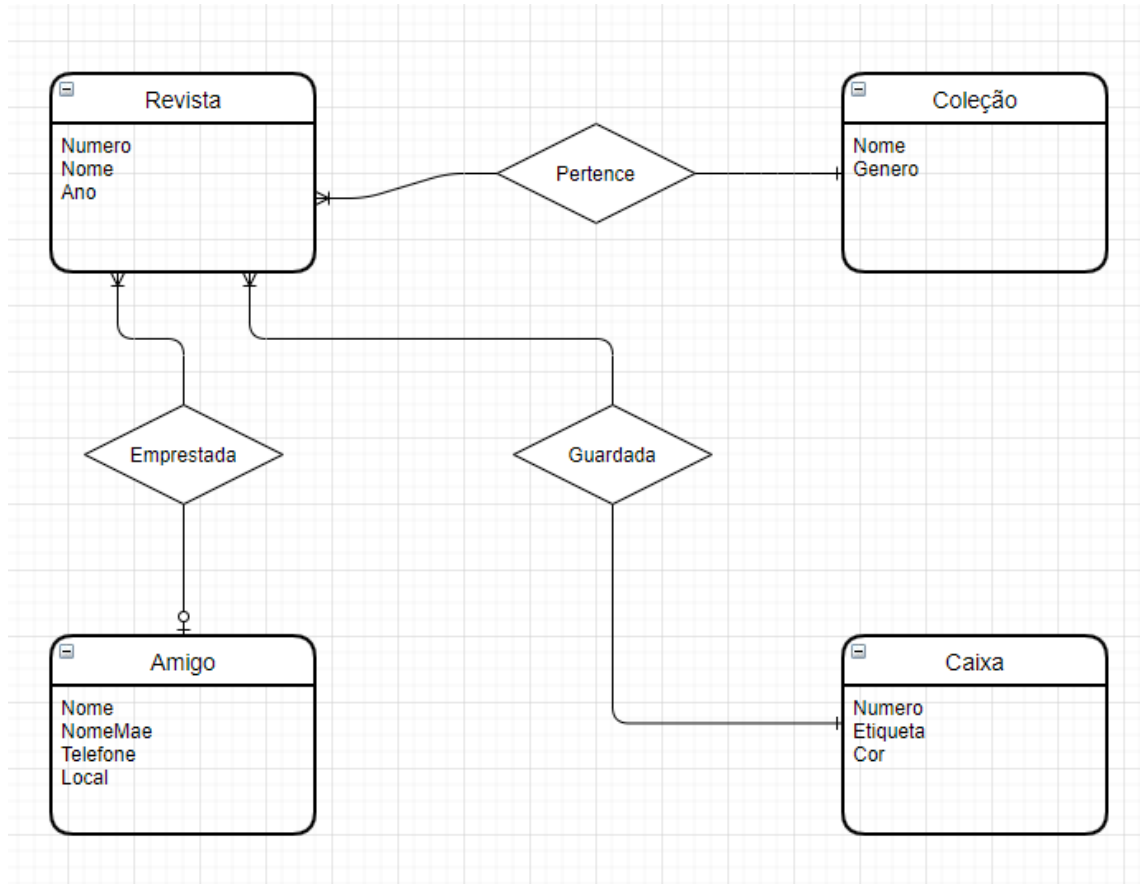 Revista
Numero
Nome
Ano
Pertence
Coleção
Nome
Genero
Emprestada
Guardada
Amigo
Nome
NomeMae
Telefone
Local
Caixa
Numero
Etiqueta
Cor